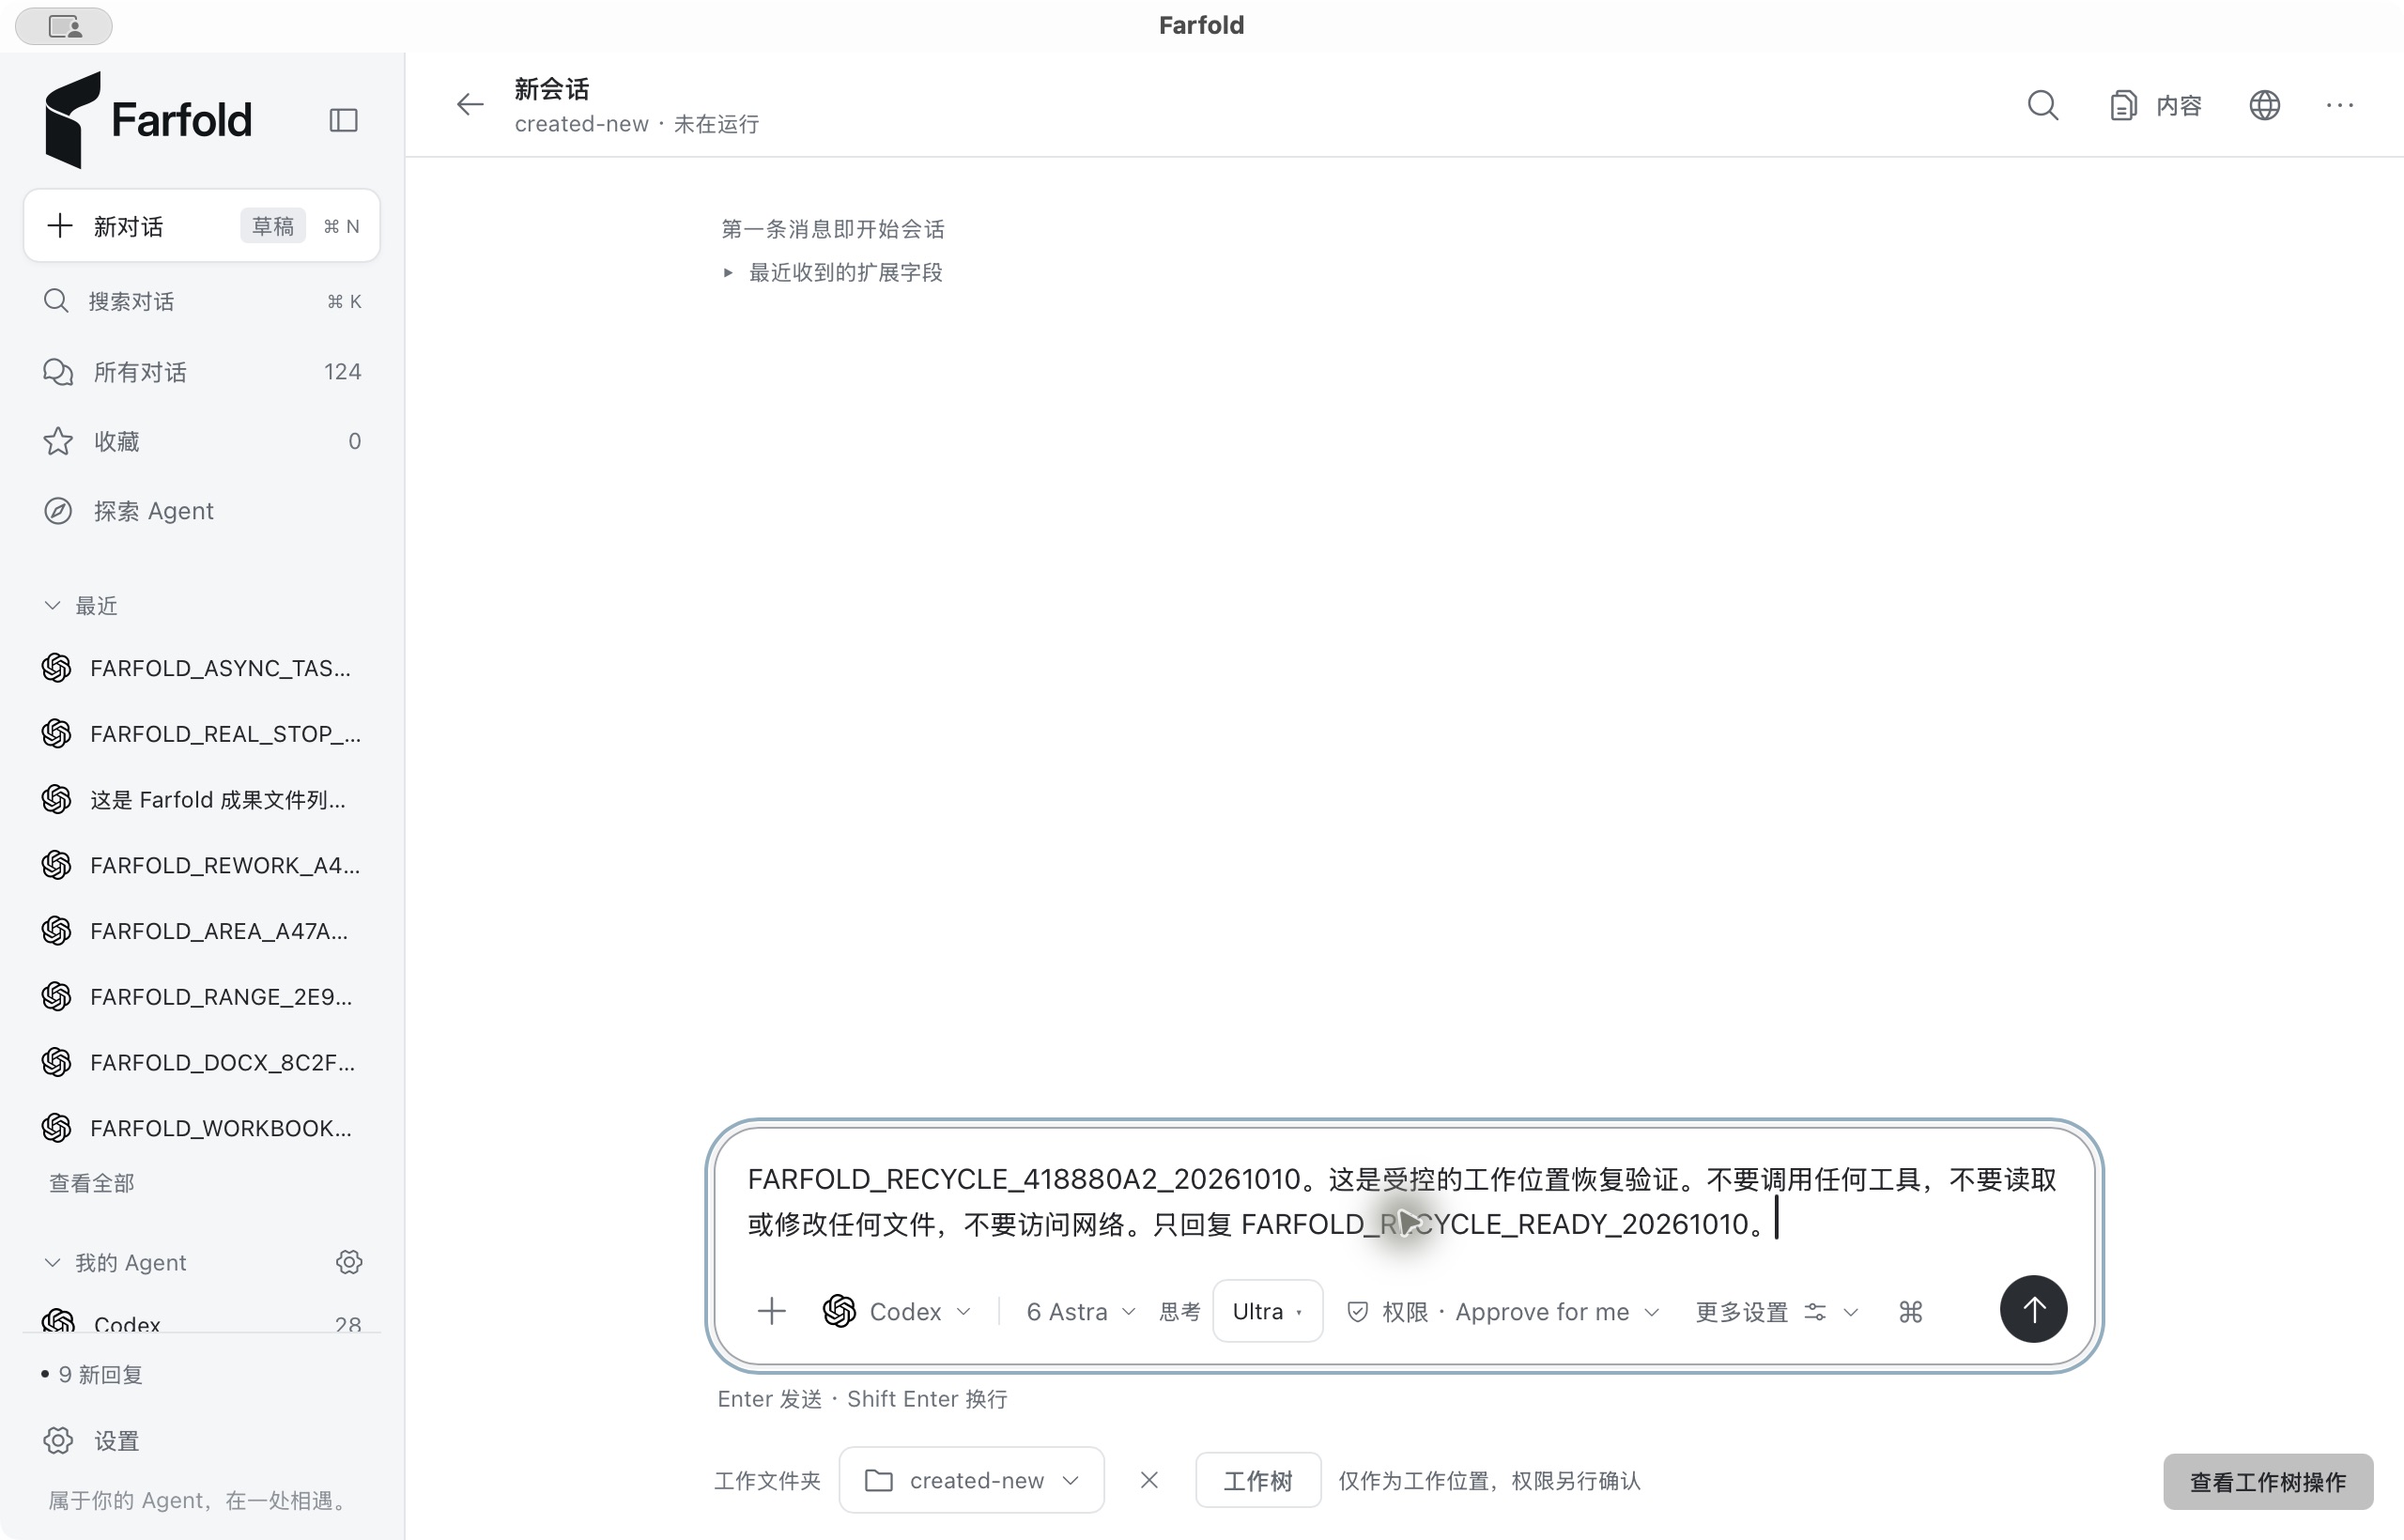 Farfold
Farfold
新对话 草稿 ⌘ N
搜索对话 ⌘ K
所有对话 124
收藏 0
探索 Agent
最近
FARFOLD_ASYNC_TAS...
FARFOLD_REAL_STOP_...
这是 Farfold 成果文件列...
FARFOLD_REWORK_A4...
FARFOLD_AREA_A47A...
FARFOLD_RANGE_2E9...
FARFOLD_DOCX_8C2F...
FARFOLD_WORKBOOK...
查看全部
我的 Agent
Codex 28
9 新回复
设置
属于你的 Agent，在一处相遇。
新会话
created-new · 未在运行
内容
第一条消息即开始会话
最近收到的扩展字段
FARFOLD_RECYCLE_418880A2_20261010。这是受控的工作位置恢复验证。不要调用任何工具，不要读取
或修改任何文件，不要访问网络。只回复 FARFOLD_RECYCLE_READY_20261010。
Codex 6 Astra 思考 Ultra 权限 · Approve for me 更多设置 ⌘
Enter 发送 · Shift Enter 换行
工作文件夹 created-new 工作树 仅作为工作位置，权限另行确认 查看工作树操作